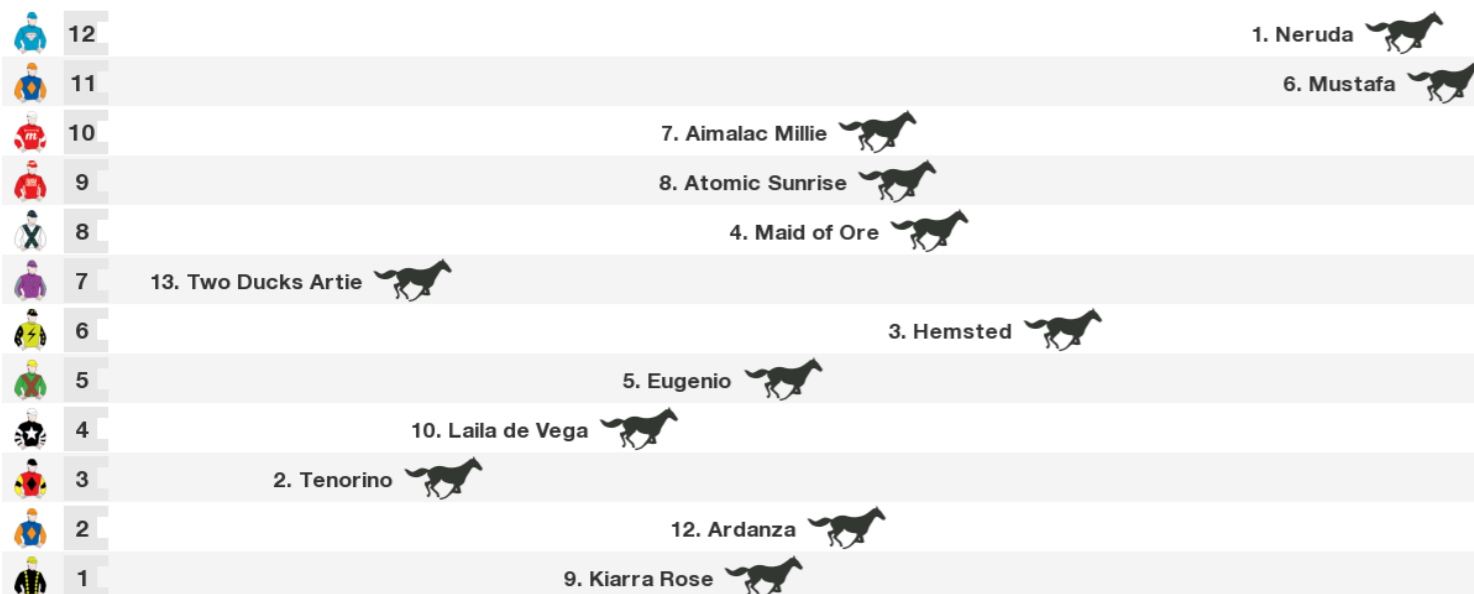 12 1. Neruda
11 6. Mustafa
m
10 7. Aimalac Millie
9 8. Atomic Sunrise
8 4. Maid of Ore
7 13. Two Ducks Artie
6 3. Hemsted
5 5. Eugenio
4 10. Laila de Vega
3 2. Tenorino
2 12. Ardanza
1 9. Kiarra Rose